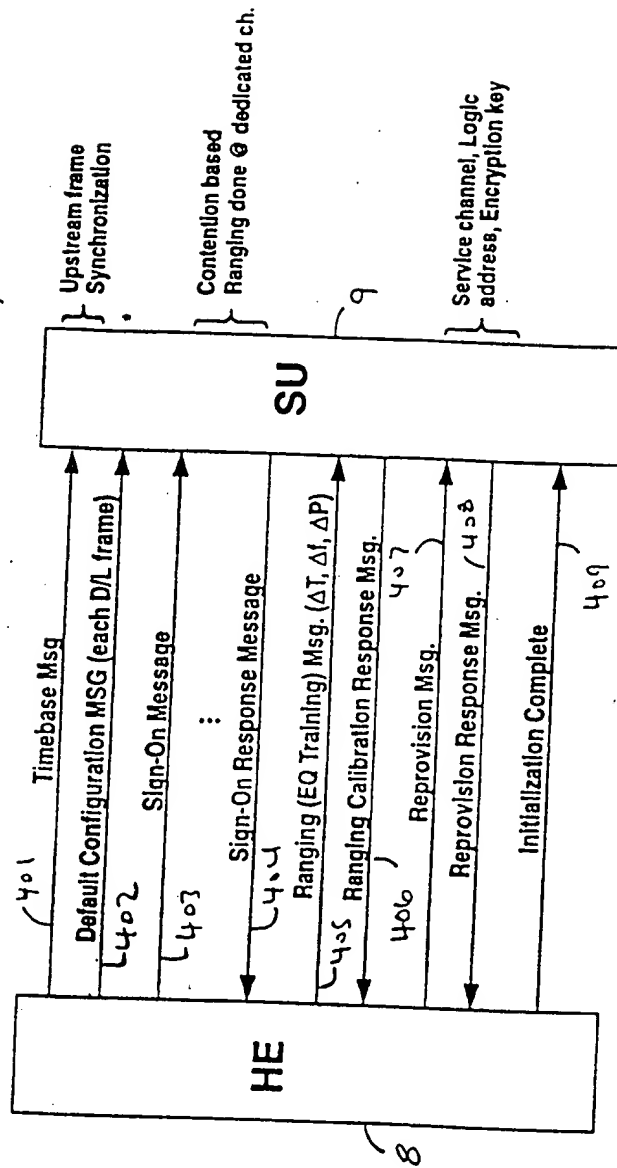 HE
8
SU
9
401
Timebase Msg
402
Default Configuration MSG (each D/L frame)
403
Sign-On Message
⋮
Sign-On Response Message
404
Ranging (EQ Training) Msg. (ΔT, Δf, ΔP)
405
Ranging Calibration Response Msg.
406
407
Reprovision Msg.
Reprovision Response Msg.
408
Initialization Complete
409
Upstream frame
Synchronization
Contention based
Ranging done @ dedicated ch.
Service channel, Logic
address, Encryption key